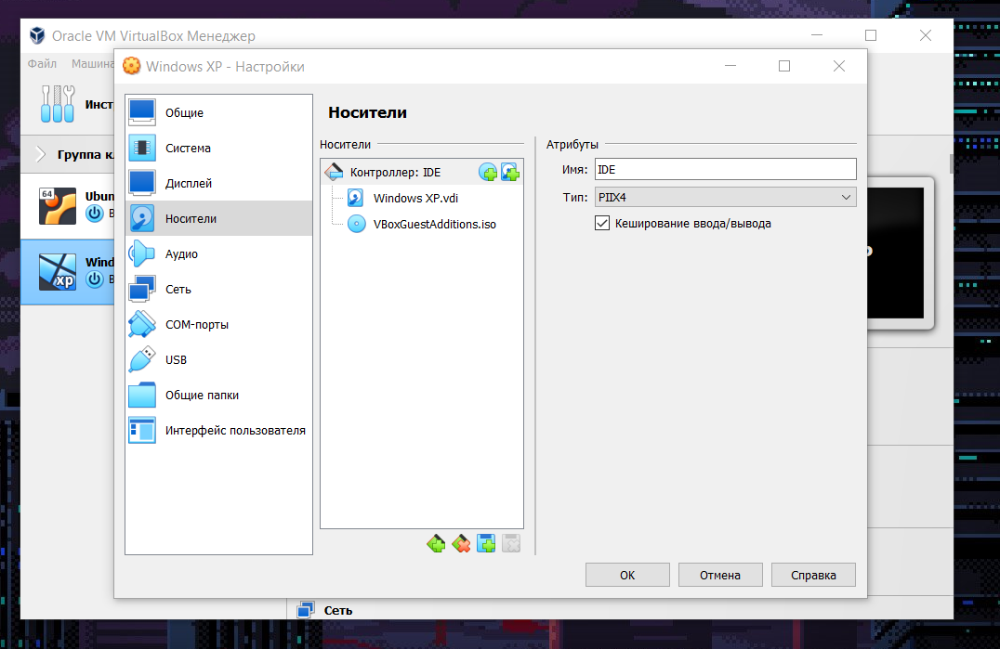 Oracle VM VirtualBox Менеджер
Файл Машина
Windows XP - Настройки
Носители
Общие
Система
Дисплей
Носители
Аудио
Сеть
COM-порты
USB
Общие папки
Интерфейс пользователя
Носители
Контроллер: IDE
Windows XP.vdi
VBoxGuestAdditions.iso
Атрибуты
Имя: IDE
Тип: PIIX4
Кеширование ввода/вывода
OK Отмена Справка
Инст
Группа к
64
Ubun
В
xp
Wind
В
Сеть